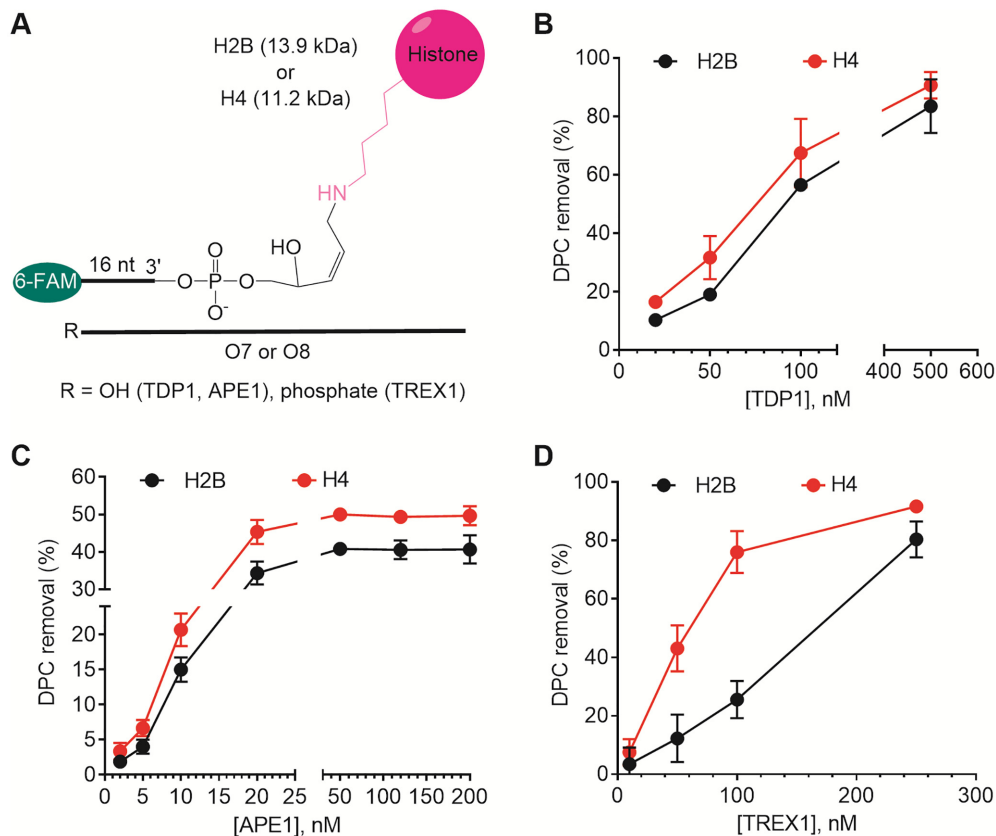 A
H2B (13.9 kDa)
or
H4 (11.2 kDa)
Histone
HN
HO
O
16 nt 3'
6-FAM
O P O
O-
R
O7 or O8
R = OH (TDP1, APE1), phosphate (TREX1)
B
H2B H4
DPC removal (%)
100
80
60
40
20
0
0 50 100 400 500 600
[TDP1], nM
C
H2B H4
DPC removal (%)
60
50
40
30
20
15
10
5
0
0 5 10 15 20 25 50 100 150 200
[APE1], nM
D
H2B H4
DPC removal (%)
100
80
60
40
20
0
0 100 200 300
[TREX1], nM